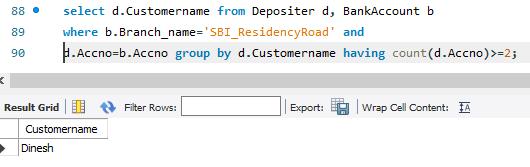 88 select d.Customername from Depositer d, BankAccount b
89 where b.Branch_name='SBI_ResidencyRoad' and
90 d.Accno=b.Accno group by d.Customername having count(d.Accno)>=2;
Result Grid Filter Rows: Export: Wrap Cell Content:
Customername
Dinesh